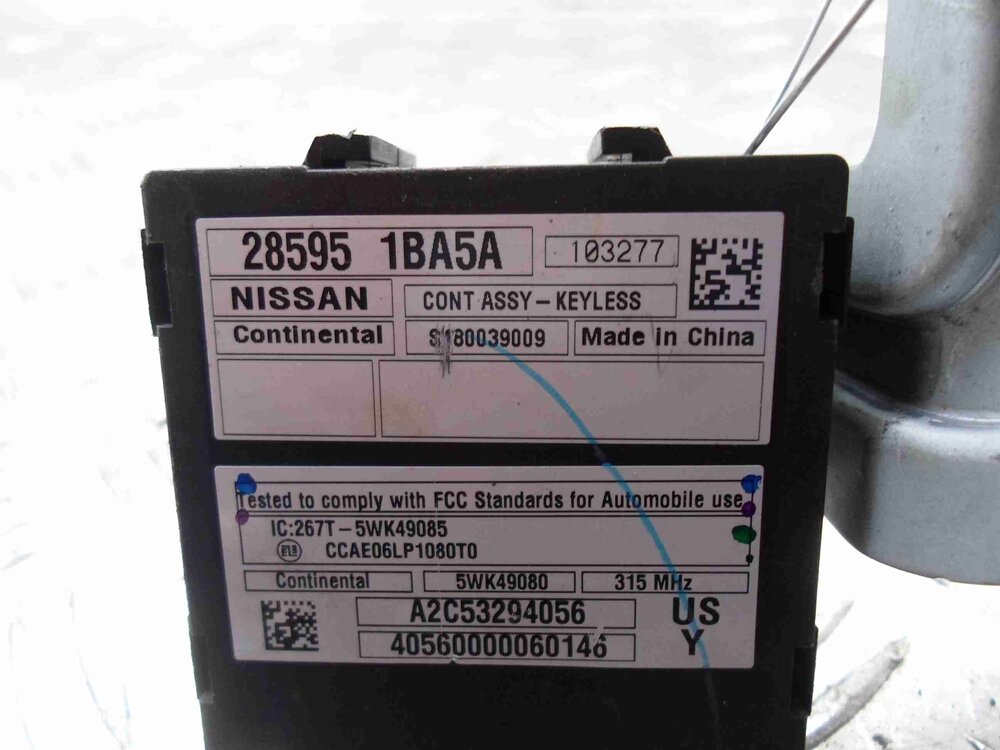 28595 1BA5A 103277
NISSAN CONT ASSY-KEYLESS
Continental S180039009 Made in China
Tested to comply with FCC Standards for Automobile use
IC:267T-5WK49085
CCAE06LP1080T0
Continental 5WK49080 315 MHz
A2C53294056 US
40560000060146 Y